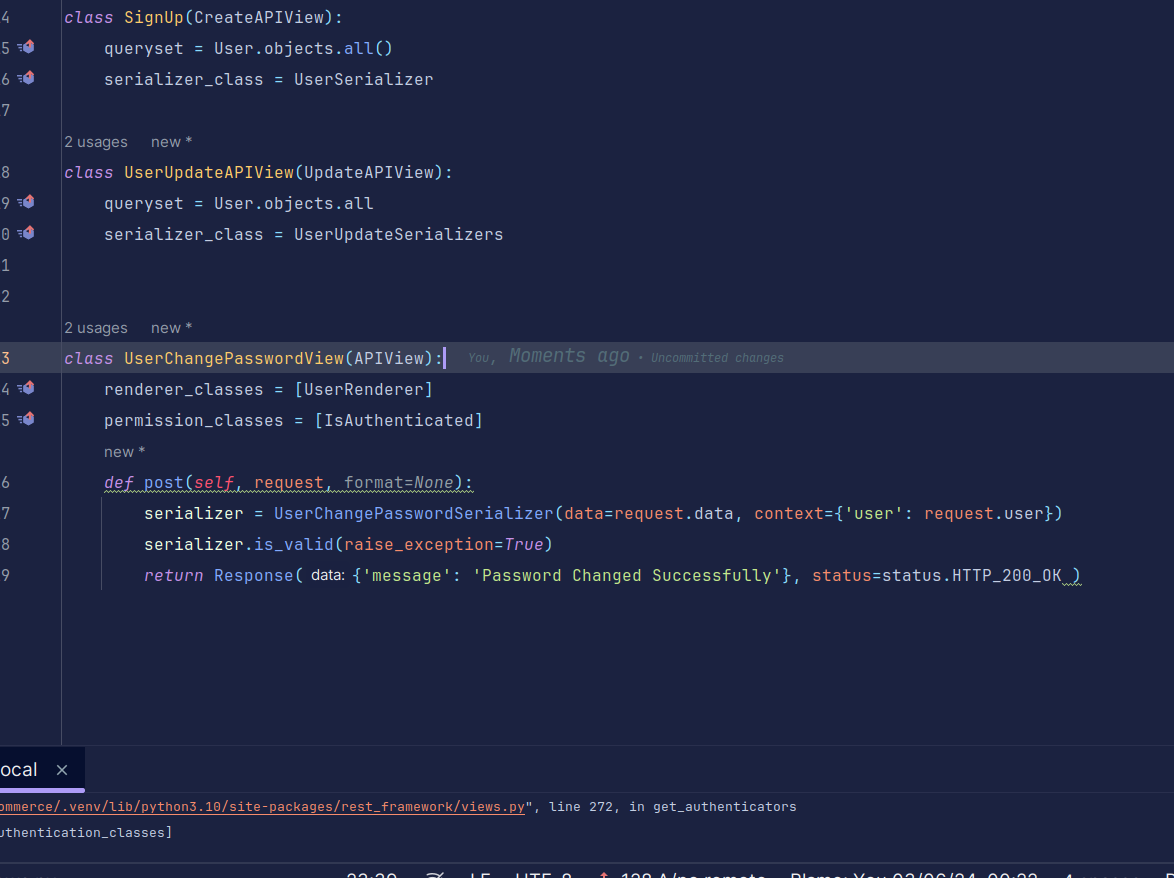 4 class SignUp(CreateAPIView):
5 queryset = User.objects.all()
6 serializer_class = UserSerializer
7
2 usages new *
8 class UserUpdateAPIView(UpdateAPIView):
9 queryset = User.objects.all
0 serializer_class = UserUpdateSerializers
1
2
2 usages new *
3 class UserChangePasswordView(APIView): You, Moments ago · Uncommitted changes
4 renderer_classes = [UserRenderer]
5 permission_classes = [IsAuthenticated]
new *
6 def post(self, request, format=None):
7 serializer = UserChangePasswordSerializer(data=request.data, context={'user': request.user})
8 serializer.is_valid(raise_exception=True)
9 return Response( data: {'message': 'Password Changed Successfully'}, status=status.HTTP_200_OK )
ocal ×
ommerce/.venv/lib/python3.10/site-packages/rest_framework/views.py", line 272, in get_authenticators
uthentication_classes]
LF UTF-8